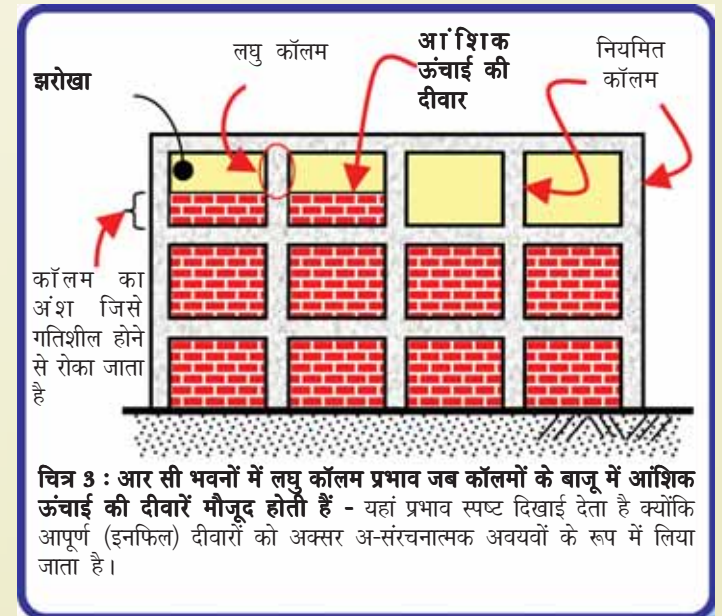 झरोखा
लघु कॉलम
आंशिक
ऊंचाई की
दीवार
नियमित
कॉलम
कॉलम का
अंश जिसे
गतिशील होने
से रोका जाता
है
चित्र 3 : आर सी भवनों में लघु कॉलम प्रभाव जब कॉलमों के बाजू में आंशिक
ऊंचाई की दीवारें मौजूद होती हैं - यहां प्रभाव स्पष्ट दिखाई देता है क्योंकि
आपूर्ण (इनफिल) दीवारों को अक्सर अ-संरचनात्मक अवयवों के रूप में लिया
जाता है।